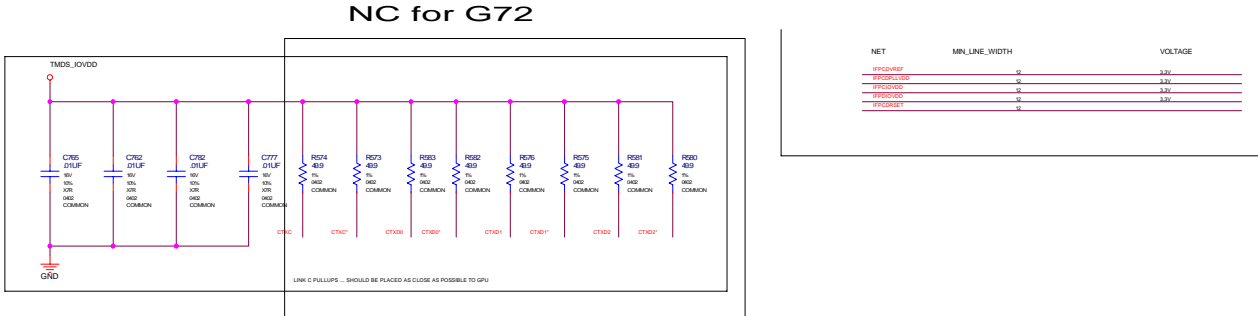 NC for G72
TMDS_IOVDD
C765
.01UF
16V
10%
X7R
0402
COMMON
C762
.01UF
16V
10%
X7R
0402
COMMON
C782
.01UF
16V
10%
X7R
0402
COMMON
C777
.01UF
16V
10%
X7R
0402
COMMON
R574
49.9
1%
0402
COMMON
R573
49.9
1%
0402
COMMON
R583
49.9
1%
0402
COMMON
R582
49.9
1%
0402
COMMON
R576
49.9
1%
0402
COMMON
R575
49.9
1%
0402
COMMON
R581
49.9
1%
0402
COMMON
R580
49.9
1%
0402
COMMON
CTXC
CTXC*
CTXD0
CTXD0*
CTXD1
CTXD1*
CTXD2
CTXD2*
GND
LINK C PULLUPS ... SHOULD BE PLACED AS CLOSE AS POSSIBLE TO GPU
NET MIN_LINE_WIDTH VOLTAGE
IFPCDVREF 12 3.3V
IFPCDPLLVDD 12 3.3V
IFPCIOVDD 12 3.3V
IFPDIOVDD 12 3.3V
IFPCDRSET 12